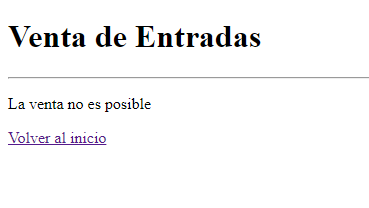 Venta de Entradas
La venta no es posible
Volver al inicio